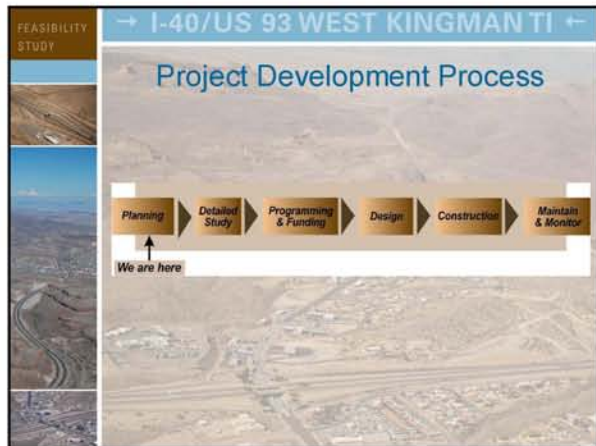 FEASIBILITY
STUDY
→ I-40/US 93 WEST KINGMAN TI ←
Project Development Process
Planning
Detailed
Study
Programming
& Funding
Design
Construction
Maintain
& Monitor
We are here